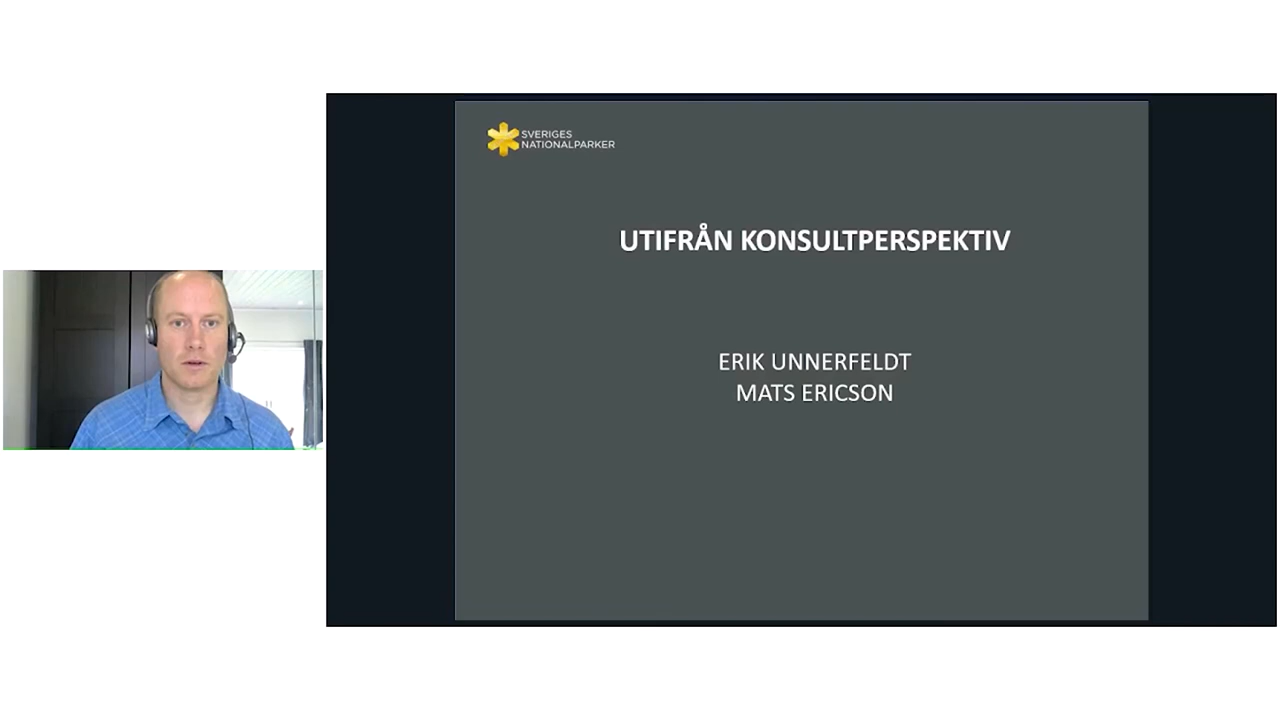 SVERIGES
NATIONALPARKER
UTIFRÅN KONSULTPERSPEKTIV
ERIK UNNERFELDT
MATS ERICSON